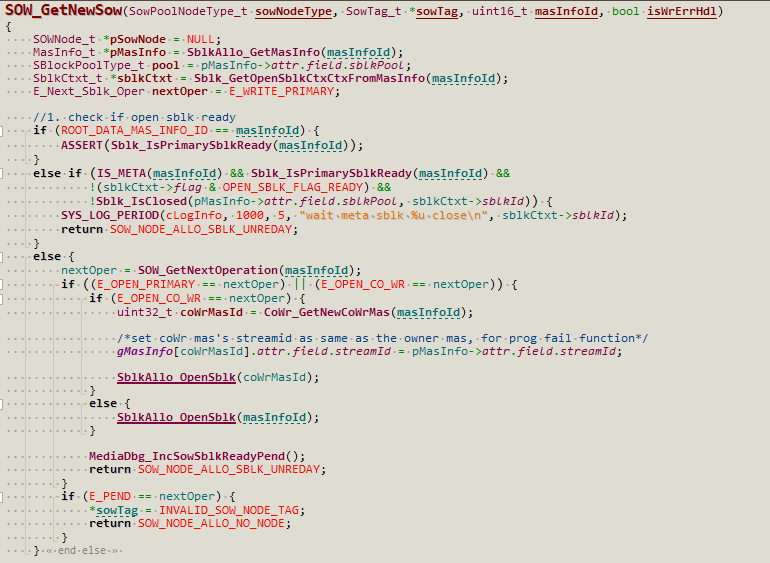 SOW_GetNewSow(SowPoolNodeType_t sowNodeType, SowTag_t *sowTag, uint16_t masInfoId, bool isWrErrHdl)
{
SOWNode_t *pSowNode = NULL;
MasInfo_t *pMasInfo = SblkAllo_GetMasInfo(masInfoId);
SBlockPoolType_t pool = pMasInfo->attr.field.sblkPool;
SblkCtxt_t *sblkCtxt = Sblk_GetOpenSblkCtxCtxFromMasInfo(masInfoId);
E_Next_Sblk_Oper nextOper = E_WRITE_PRIMARY;
//1. check if open sblk ready
if (ROOT_DATA_MAS_INFO_ID == masInfoId) {
ASSERT(Sblk_IsPrimarySblkReady(masInfoId));
}
else if (IS_META(masInfoId) && Sblk_IsPrimarySblkReady(masInfoId) &&
!(sblkCtxt->flag & OPEN_SBLK_FLAG_READY) &&
!Sblk_IsClosed(pMasInfo->attr.field.sblkPool, sblkCtxt->sblkId)) {
SYS_LOG_PERIOD(cLogInfo, 1000, 5, "wait meta sblk %u close\n", sblkCtxt->sblkId);
return SOW_NODE_ALLO_SBLK_UNREDAY;
}
else {
nextOper = SOW_GetNextOperation(masInfoId);
if ((E_OPEN_PRIMARY == nextOper) || (E_OPEN_CO_WR == nextOper)) {
if (E_OPEN_CO_WR == nextOper) {
uint32_t coWrMasId = CoWr_GetNewCoWrMas(masInfoId);
/*set coWr mas's streamid as same as the owner mas, for prog fail function*/
gMasInfo[coWrMasId].attr.field.streamId = pMasInfo->attr.field.streamId;
SblkAllo_OpenSblk(coWrMasId);
}
else {
SblkAllo_OpenSblk(masInfoId);
}
MediaDbg_IncSowSblkReadyPend();
return SOW_NODE_ALLO_SBLK_UNREDAY;
}
if (E_PEND == nextOper) {
*sowTag = INVALID_SOW_NODE_TAG;
return SOW_NODE_ALLO_NO_NODE;
}
} « end else »